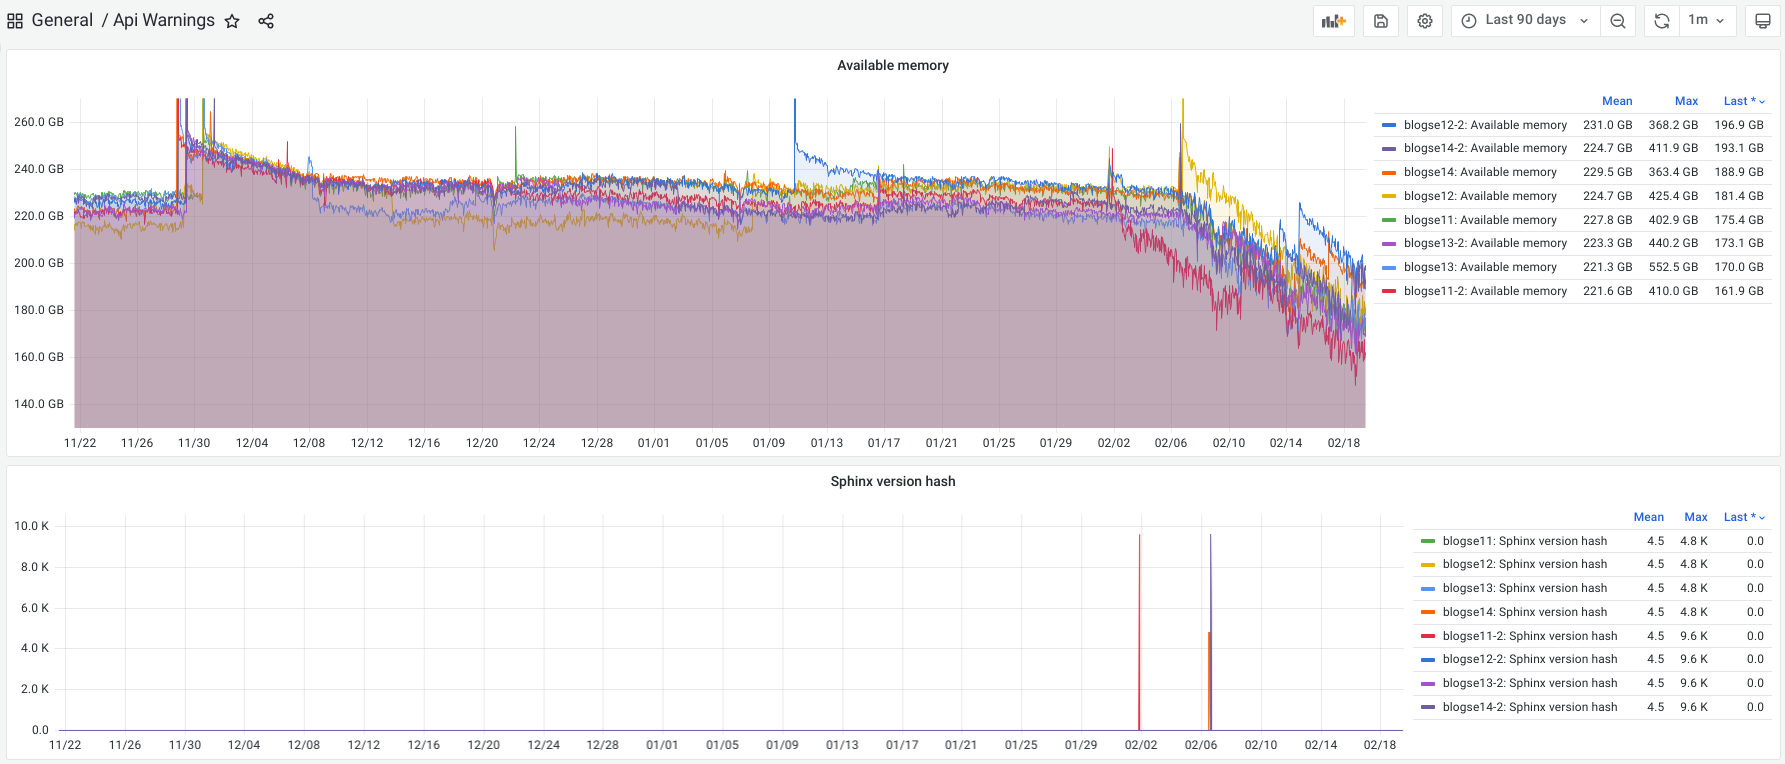 General / Api Warnings
Last 90 days
1m
Available memory
260.0 GB
240.0 GB
220.0 GB
200.0 GB
180.0 GB
160.0 GB
140.0 GB
11/22 11/26 11/30 12/04 12/08 12/12 12/16 12/20 12/24 12/28 01/01 01/05 01/09 01/13 01/17 01/21 01/25 01/29 02/02 02/06 02/10 02/14 02/18
Mean Max Last *
blogse12-2: Available memory 231.0 GB 368.2 GB 196.9 GB
blogse14-2: Available memory 224.7 GB 411.9 GB 193.1 GB
blogse14: Available memory 229.5 GB 363.4 GB 188.9 GB
blogse12: Available memory 224.7 GB 425.4 GB 181.4 GB
blogse11: Available memory 227.8 GB 402.9 GB 175.4 GB
blogse13-2: Available memory 223.3 GB 440.2 GB 173.1 GB
blogse13: Available memory 221.3 GB 552.5 GB 170.0 GB
blogse11-2: Available memory 221.6 GB 410.0 GB 161.9 GB
Sphinx version hash
10.0 K
8.0 K
6.0 K
4.0 K
2.0 K
0.0
11/22 11/26 11/30 12/04 12/08 12/12 12/16 12/20 12/24 12/28 01/01 01/05 01/09 01/13 01/17 01/21 01/25 01/29 02/02 02/06 02/10 02/14 02/18
Mean Max Last *
blogse11: Sphinx version hash 4.5 4.8 K 0.0
blogse12: Sphinx version hash 4.5 4.8 K 0.0
blogse13: Sphinx version hash 4.5 4.8 K 0.0
blogse14: Sphinx version hash 4.5 4.8 K 0.0
blogse11-2: Sphinx version hash 4.5 9.6 K 0.0
blogse12-2: Sphinx version hash 4.5 9.6 K 0.0
blogse13-2: Sphinx version hash 4.5 9.6 K 0.0
blogse14-2: Sphinx version hash 4.5 9.6 K 0.0